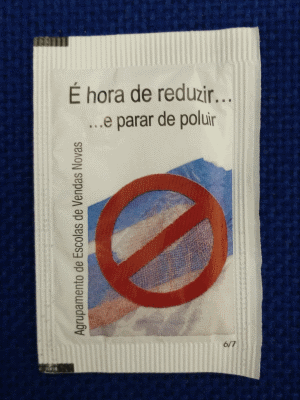 É hora de reduzir...
...e parar de poluir
Agrupamento de Escolas de Vendas Novas
6/7